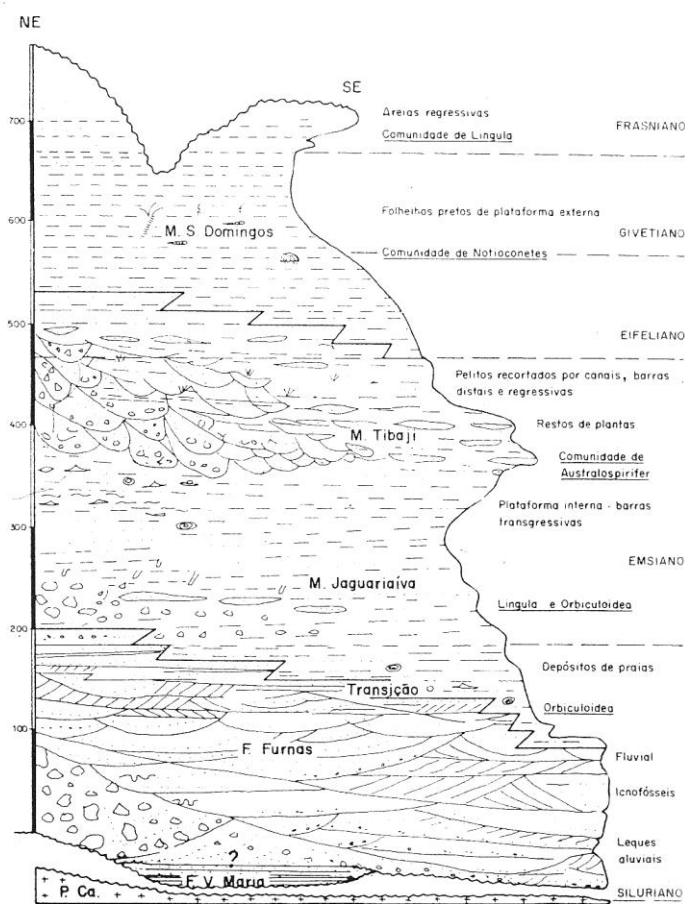 NE
SE
700
600
500
400
300
200
100
Areias regressivas
Comunidade de Lingula
FRASNIANO
Folhelhos pretos de plataforma externa
GIVETIANO
M. S. Domingos
Comunidade de Notioconetes
EIFELIANO
Pelitos recortados por canais, barras
distais e regressivas
Restos de plantas
M. Tibají
Comunidade de
Australospirifer
Plataforma interna - barras
transgressivas
EMSIANO
M. Jaguariaíva
Lingula e Orbiculoidea
Depósitos de praias
Transição
Orbiculoidea
F. Furnas
Fluvial
Icnofósseis
Leques
aluviais
?
F. V. Maria
P. Ca.
SILURIANO